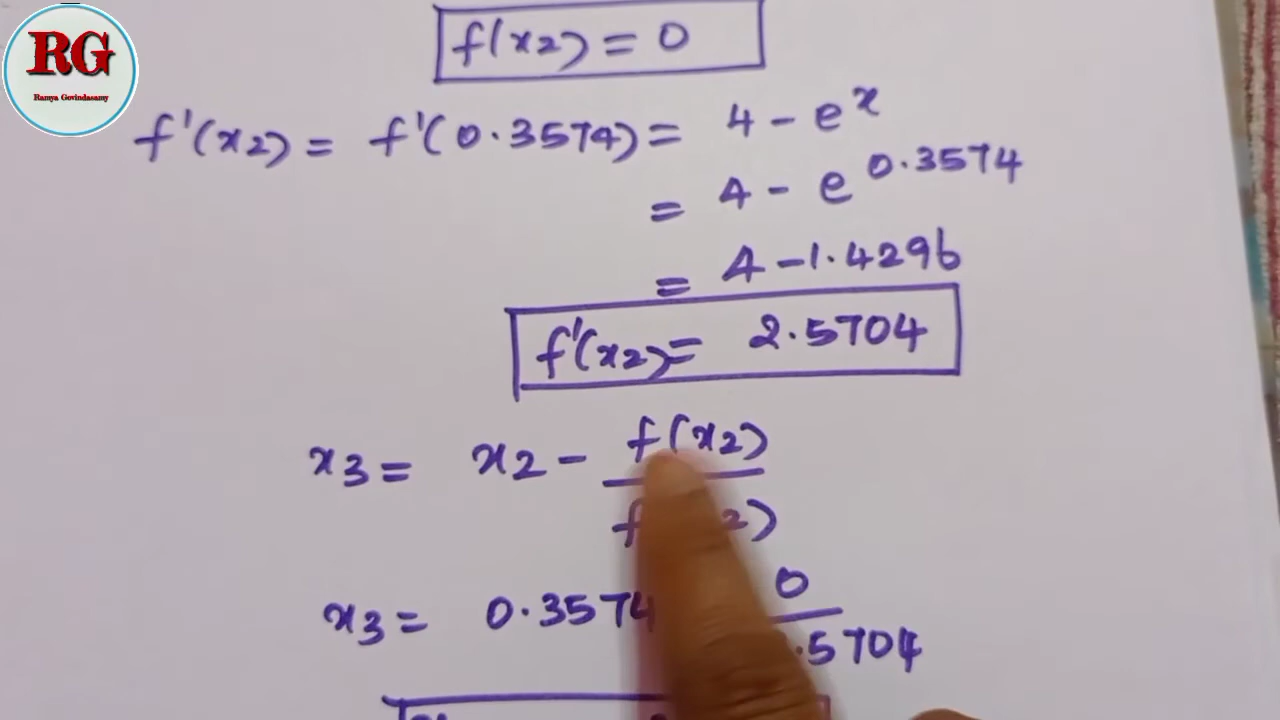 RG
Ramya Govindasamy
f(x2) = 0
f'(x2) = f'(0.3574) = 4 - e^x
= 4 - e^0.3574
= 4 - 1.4296
f'(x2) = 2.5704
x3 = x2 - f(x2)
x3 = 0.3574 0
.5704